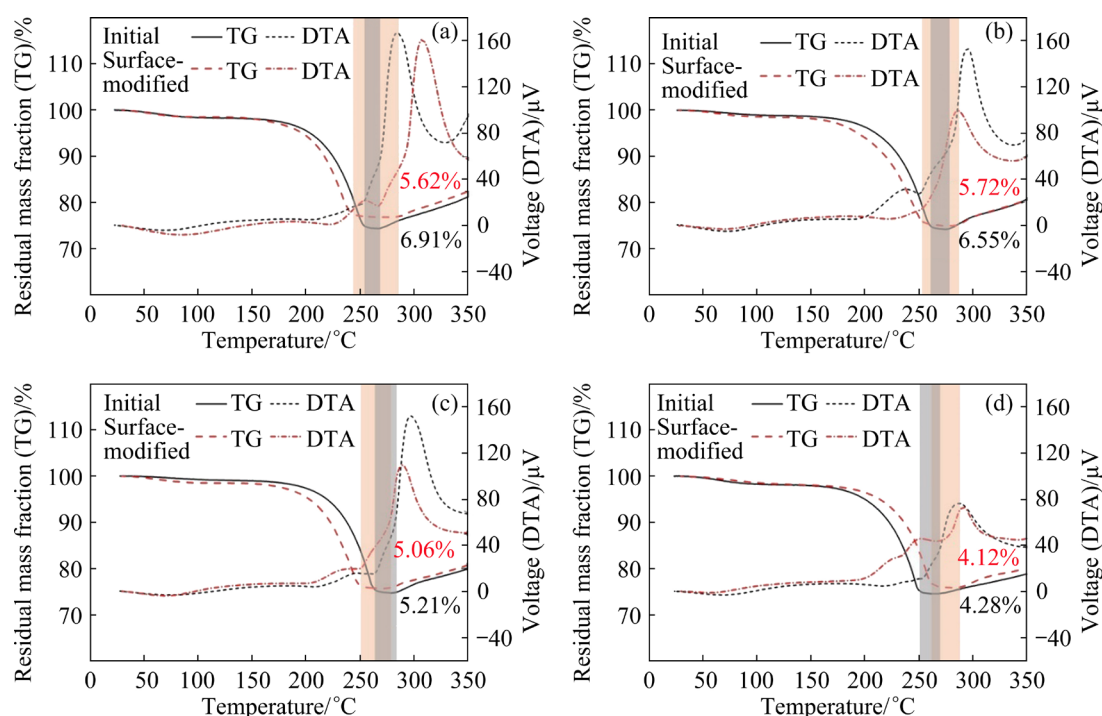 Residual mass fraction (TG)/%
110
100
90
80
70
Initial TG DTA (a)
Surface-modified TG DTA
5.62%
6.91%
160
120
80
40
0
−40
Voltage (DTA)/μV
0 50 100 150 200 250 300 350
Temperature/°C
Residual mass fraction (TG)/%
110
100
90
80
70
Initial TG DTA (b)
Surface-modified TG DTA
5.72%
6.55%
160
120
80
40
0
−40
Voltage (DTA)/μV
0 50 100 150 200 250 300 350
Temperature/°C
Residual mass fraction (TG)/%
110
100
90
80
70
Initial TG DTA (c)
Surface-modified TG DTA
5.06%
5.21%
160
120
80
40
0
−40
Voltage (DTA)/μV
0 50 100 150 200 250 300 350
Temperature/°C
Residual mass fraction (TG)/%
110
100
90
80
70
Initial TG DTA (d)
Surface-modified TG DTA
4.12%
4.28%
160
120
80
40
0
−40
Voltage (DTA)/μV
0 50 100 150 200 250 300 350
Temperature/°C